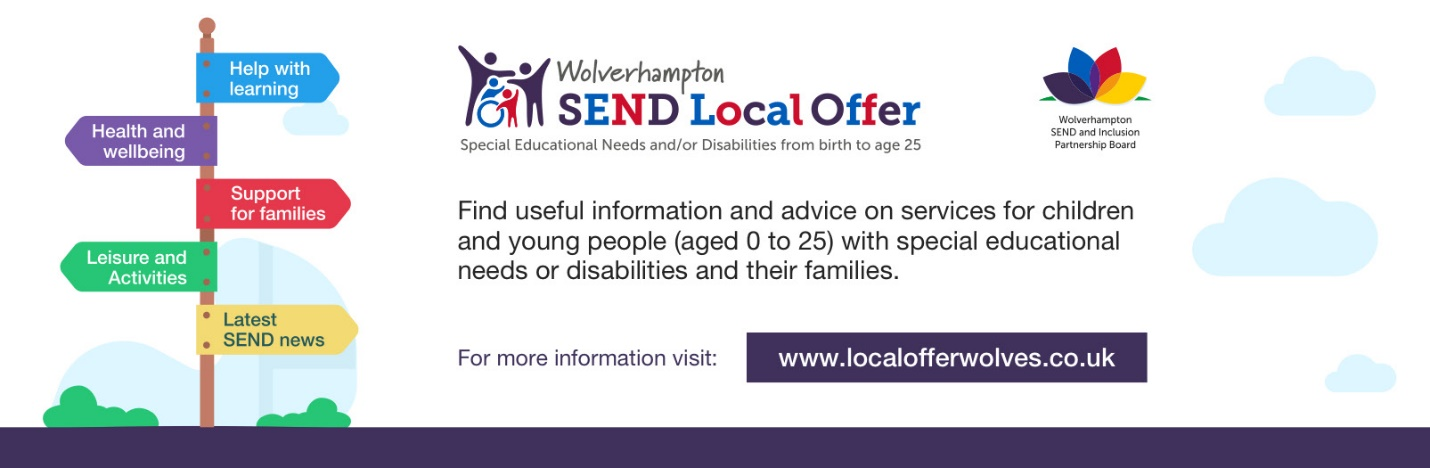 Help with
learning
Health and
wellbeing
Support
for families
Leisure and
Activities
Latest
SEND news
Wolverhampton
SEND Local Offer
Special Educational Needs and/or Disabilities from birth to age 25
Wolverhampton
SEND and Inclusion
Partnership Board
Find useful information and advice on services for children
and young people (aged 0 to 25) with special educational
needs or disabilities and their families.
For more information visit:
www.localofferwolves.co.uk